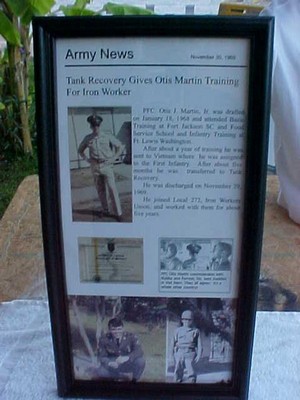 Army News
November 20, 1969
Tank Recovery Gives Otis Martin Training
For Iron Worker
PFC. Otis J. Martin, Jr. was drafted
on January 18, 1968 and attended Basic
Training at Fort Jackson SC and Food
Service School and Infantry Training at
Ft. Lewis Washington.
After about a year of training he was
sent to Vietnam where he was assigned
to the First Infantry. After about five
months he was transferred to Tank
Recovery.
He was discharged on November 20,
1969.
He joined Local 272, Iron Workers
Union, and worked with them for about
five years.
PFC Otis Martin